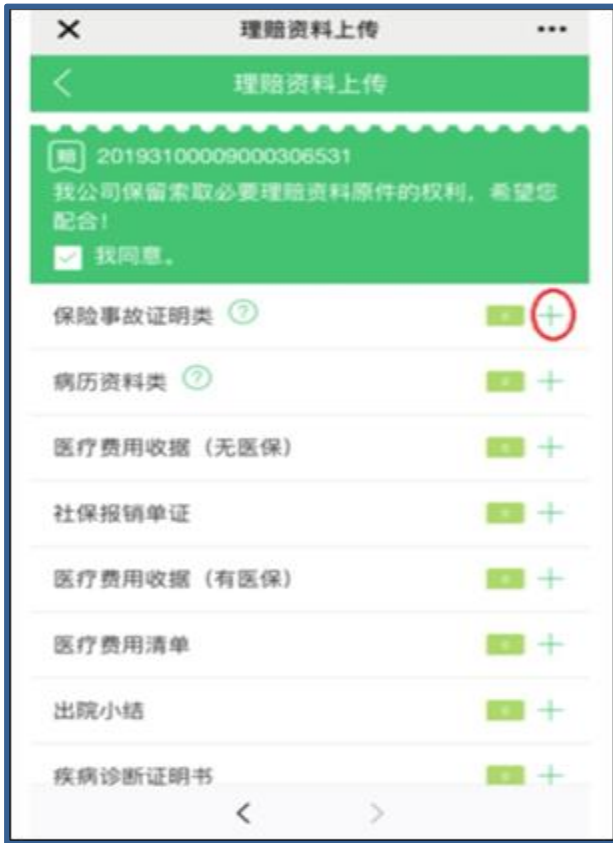 理赔资料上传
理赔资料上传
赔 20193100009000306531
我公司保留索取必要理赔资料原件的权利，希望您
配合！
我同意。
保险事故证明类 ?
病历资料类 ?
医疗费用收据（无医保）
社保报销单证
医疗费用收据（有医保）
医疗费用清单
出院小结
疾病诊断证明书